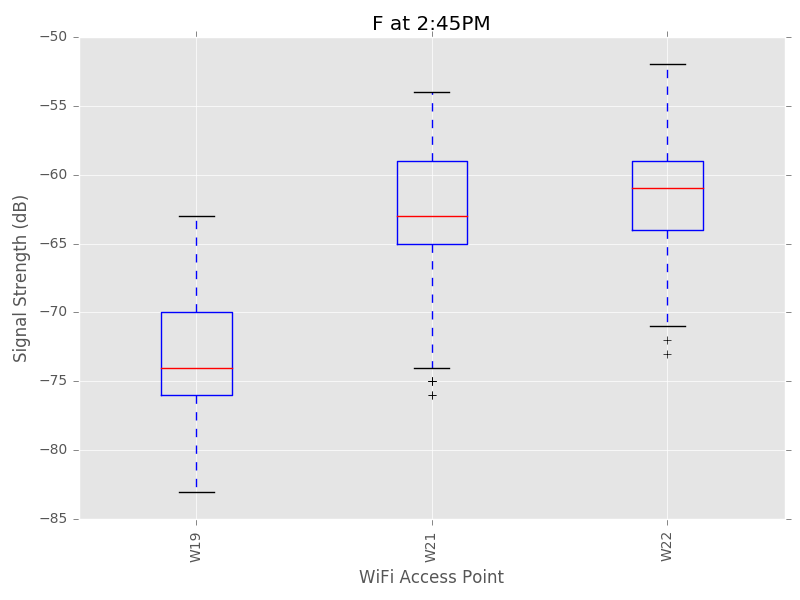 F at 2:45PM
−50
−55
−60
−65
−70
−75
−80
−85
Signal Strength (dB)
W19
W21
W22
WiFi Access Point